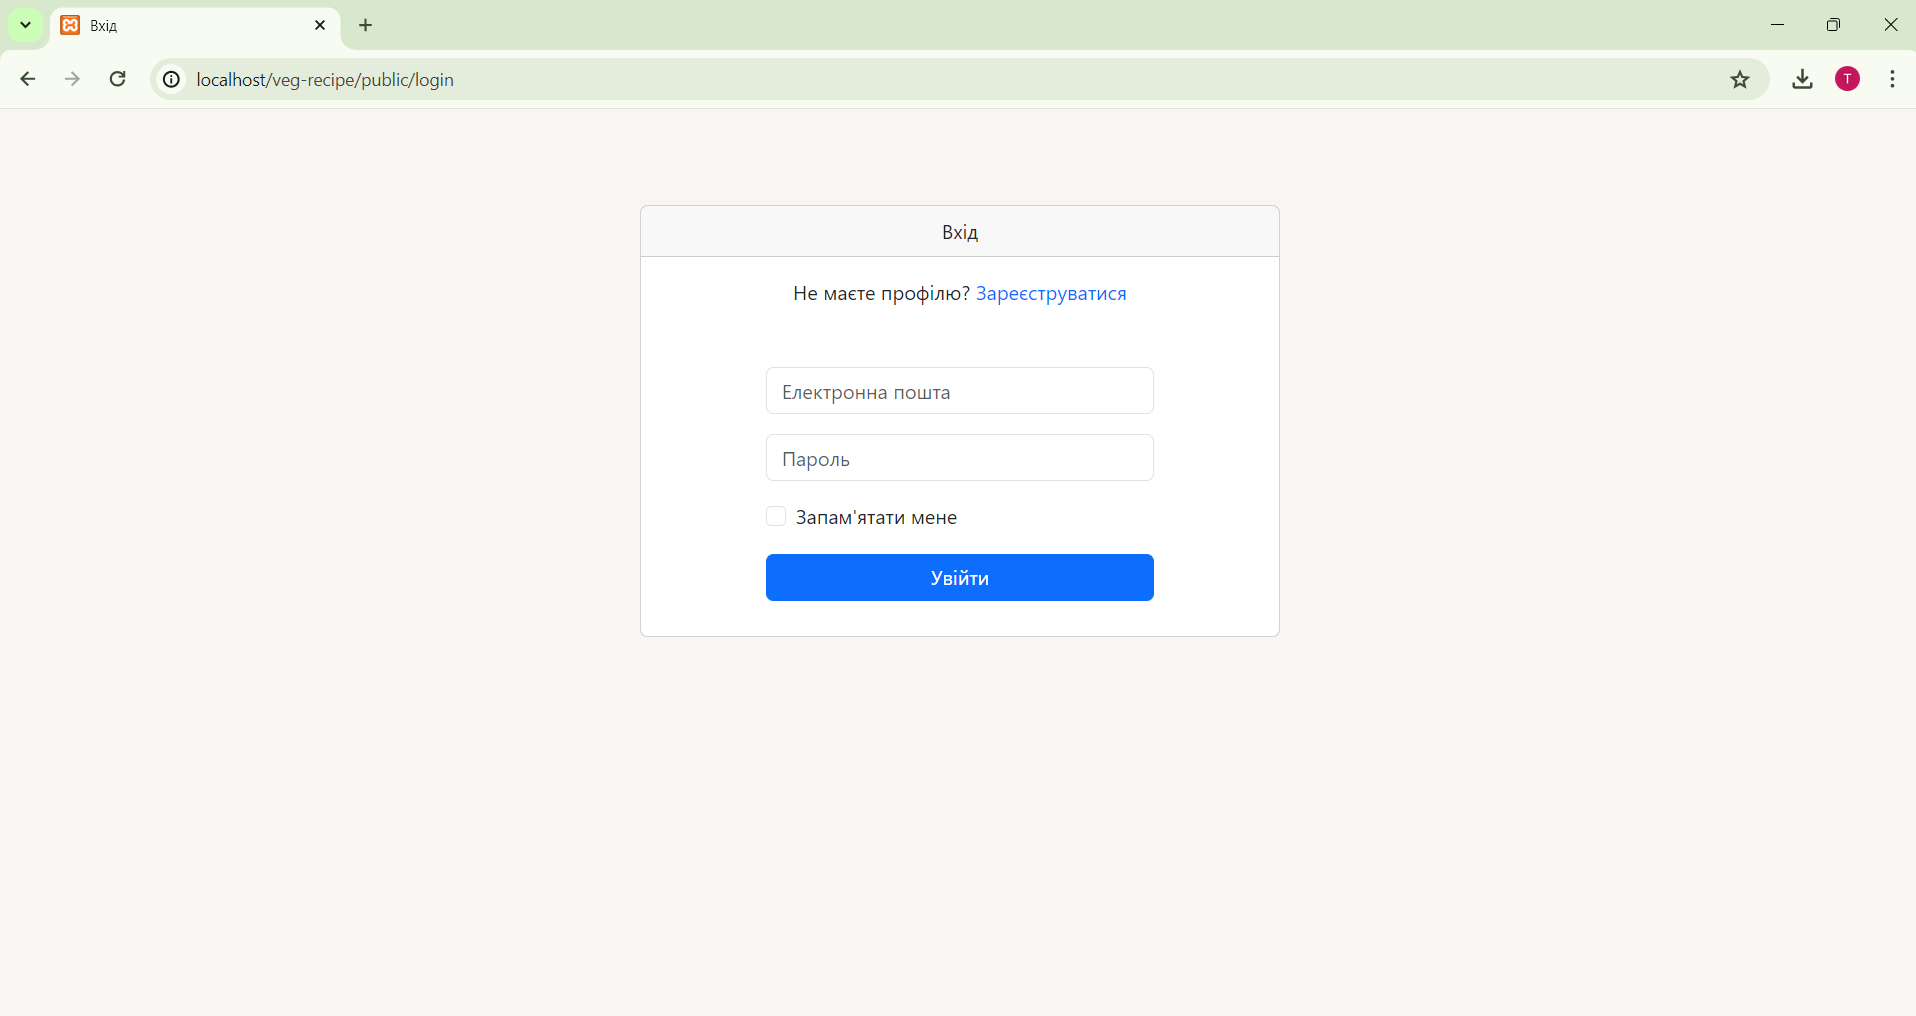 Вхід
localhost/veg-recipe/public/login
T
Вхід
Не маєте профілю? Зареєструватися
Електронна пошта
Пароль
Запам'ятати мене
Увійти